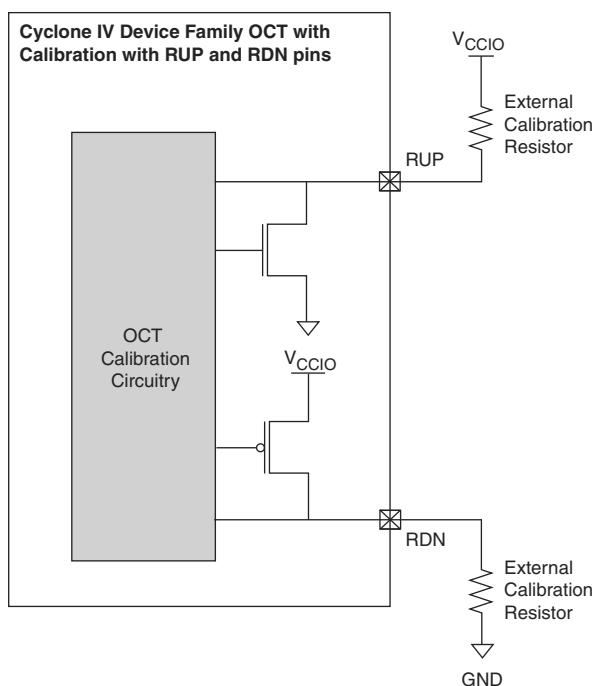 Cyclone IV Device Family OCT with
Calibration with RUP and RDN pins
VCCIO
External
Calibration
Resistor
RUP
OCT
Calibration
Circuitry
VCCIO
RDN
External
Calibration
Resistor
GND